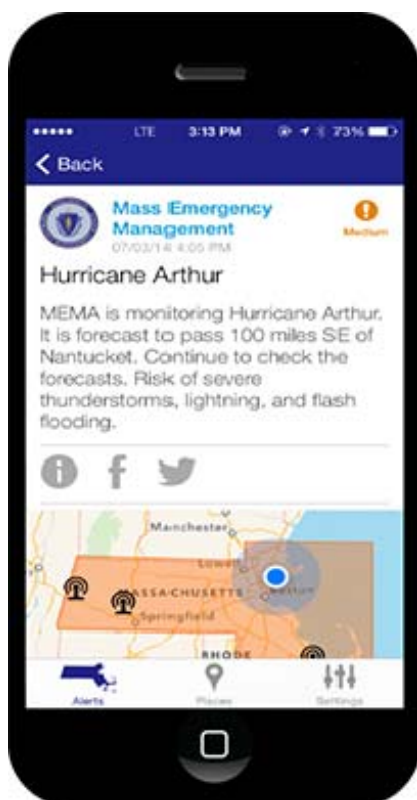 LTE 3:13 PM 73%
Back
Mass Emergency
Management
07/03/14 4:05 PM
Medium
Hurricane Arthur
MEMA is monitoring Hurricane Arthur.
It is forecast to pass 100 miles SE of
Nantucket. Continue to check the
forecasts. Risk of severe
thunderstorms, lightning, and flash
flooding.
Manchester
Lowell
MASSACHUSETTS
Boston
Springfield
RHODE
Alerts Places Settings